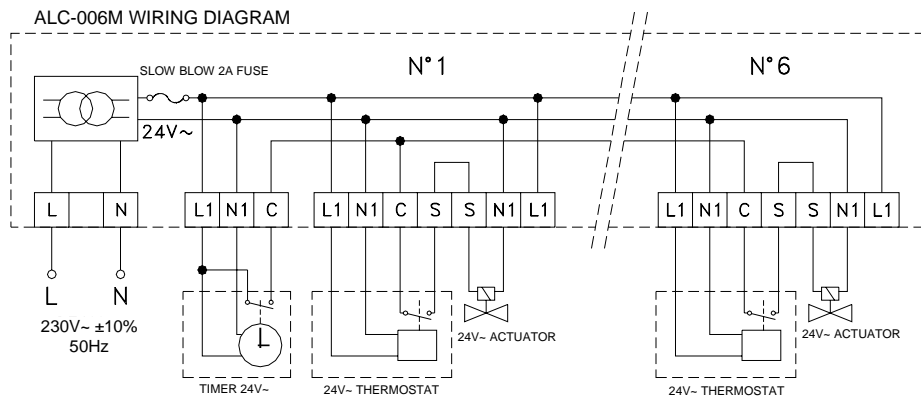 ALC-006M WIRING DIAGRAM
SLOW BLOW 2A FUSE
N°1
N°6
24V~
L N
L1 N1 C
L1 N1 C S S N1 L1
L1 N1 C S S N1 L1
L N
230V~ ±10%
50Hz
24V~ ACTUATOR
24V~ ACTUATOR
TIMER 24V~
24V~ THERMOSTAT
24V~ THERMOSTAT